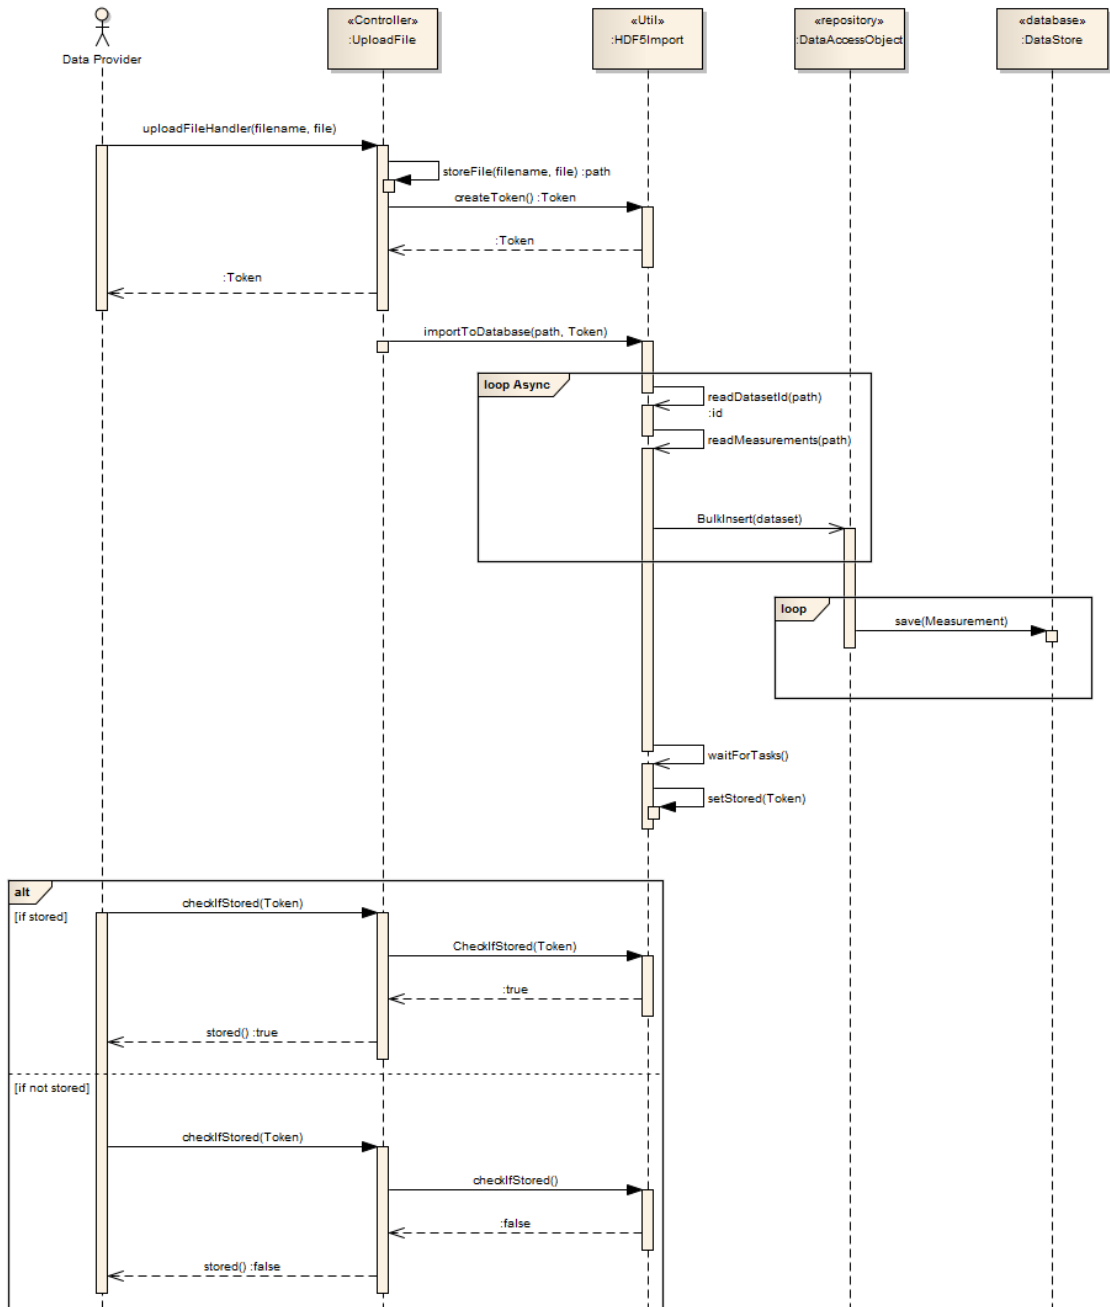 «Controller»
:UploadFile
«Util»
:HDF5Import
«repository»
:DataAccessObject
«database»
:DataStore
Data Provider
uploadFileHandler(filename, file)
storeFile(filename, file) :path
createToken() :Token
:Token
:Token
importToDatabase(path, Token)
loop Async
readDatasetId(path)
:id
readMeasurements(path)
BulkInsert(dataset)
loop
save(Measurement)
waitForTasks()
setStored(Token)
alt
[if stored]
checkIfStored(Token)
CheckIfStored(Token)
:true
stored() :true
[if not stored]
checkIfStored(Token)
checkIfStored()
:false
stored() :false